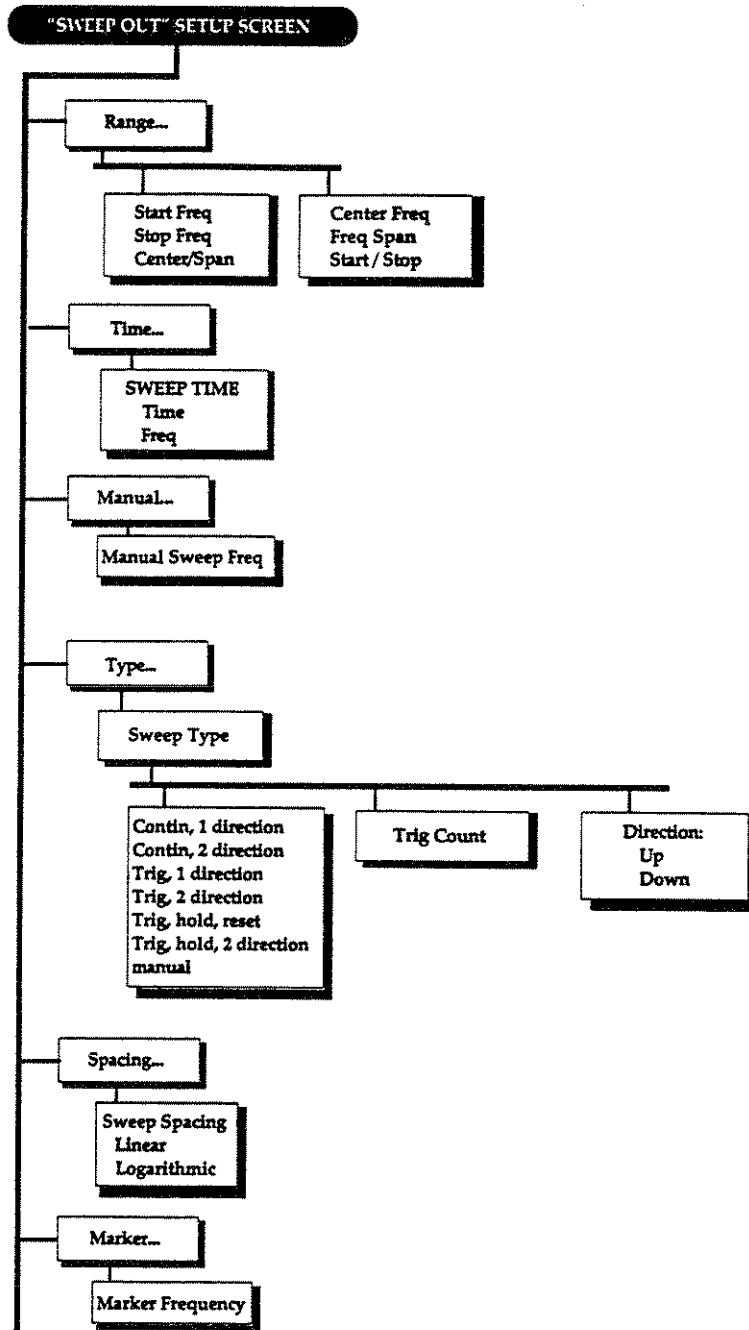 "SWEEP OUT" SETUP SCREEN
Range...
Start Freq
Stop Freq
Center/Span
Center Freq
Freq Span
Start / Stop
Time...
SWEEP TIME
Time
Freq
Manual...
Manual Sweep Freq
Type...
Sweep Type
Contin, 1 direction
Contin, 2 direction
Trig, 1 direction
Trig, 2 direction
Trig, hold, reset
Trig, hold, 2 direction
manual
Trig Count
Direction:
Up
Down
Spacing...
Sweep Spacing
Linear
Logarithmic
Marker...
Marker Frequency